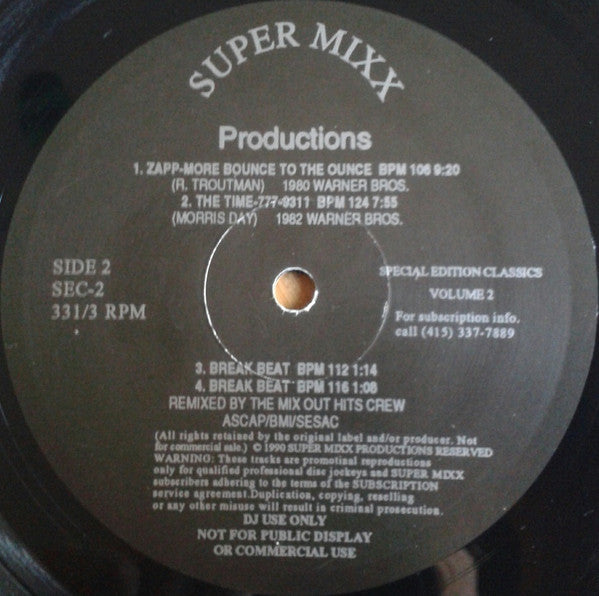 SUPER MIXX
Productions
1. ZAPP-MORE BOUNCE TO THE OUNCE BPM 106 9:20
(R. TROUTMAN) 1980 WARNER BROS.
2. THE TIME-777-9311 BPM 124 7:55
(MORRIS DAY) 1982 WARNER BROS.
SIDE 2
SEC-2
331/3 RPM
SPECIAL EDITION CLASSICS
VOLUME 2
For subscription info.
call (415) 337-7889
3. BREAK BEAT BPM 112 1:14
4. BREAK BEAT BPM 116 1:08
REMIXED BY THE MIX OUT HITS CREW
ASCAP/BMI/SESAC
(All rights retained by the original label and/or producer. Not
for commercial sale.) © 1990 SUPER MIXX PRODUCTIONS RESERVED
WARNING: These tracks are promotinal reproductions
only for qualified professional disc jockeys and SUPER MIXX
subscribers adhering to the terms of the SUBSCRIPTION
service agreement.Duplication, copying, reselling
or any other misuse will result in criminal prosecution.
DJ USE ONLY
NOT FOR PUBLIC DISPLAY
OR COMMERCIAL USE